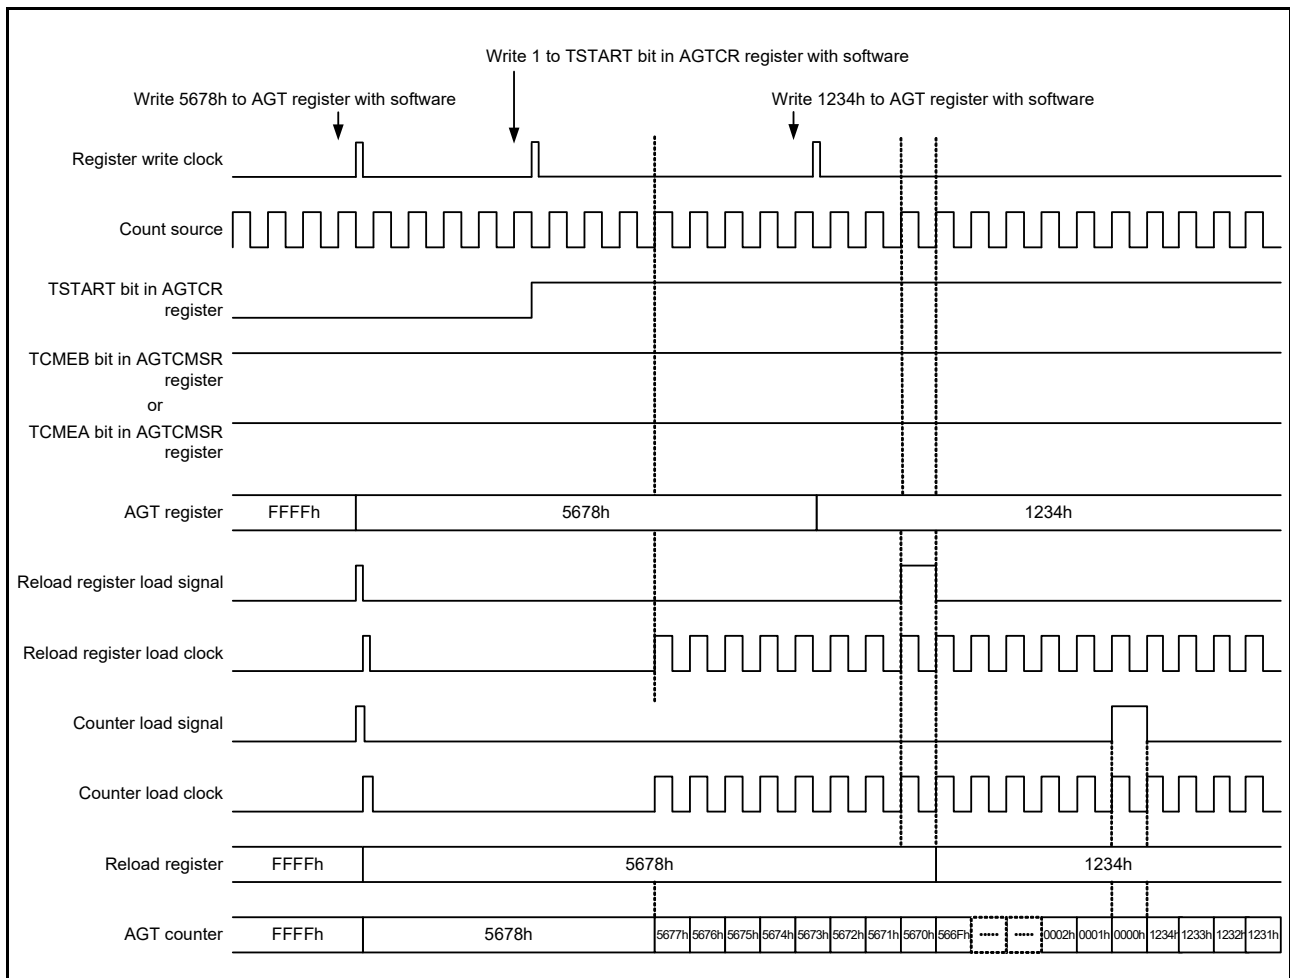 Write 1 to TSTART bit in AGTCR register with software
Write 5678h to AGT register with software
Write 1234h to AGT register with software
Register write clock
Count source
TSTART bit in AGTCR
register
TCMEB bit in AGTCMSR
register
or
TCMEA bit in AGTCMSR
register
AGT register FFFFh 5678h 1234h
Reload register load signal
Reload register load clock
Counter load signal
Counter load clock
Reload register FFFFh 5678h 1234h
AGT counter FFFFh 5678h 5677h 5676h 5675h 5674h 5673h 5672h 5671h 5670h 566Fh ..... ..... 0002h 0001h 0000h 1234h 1233h 1232h 1231h